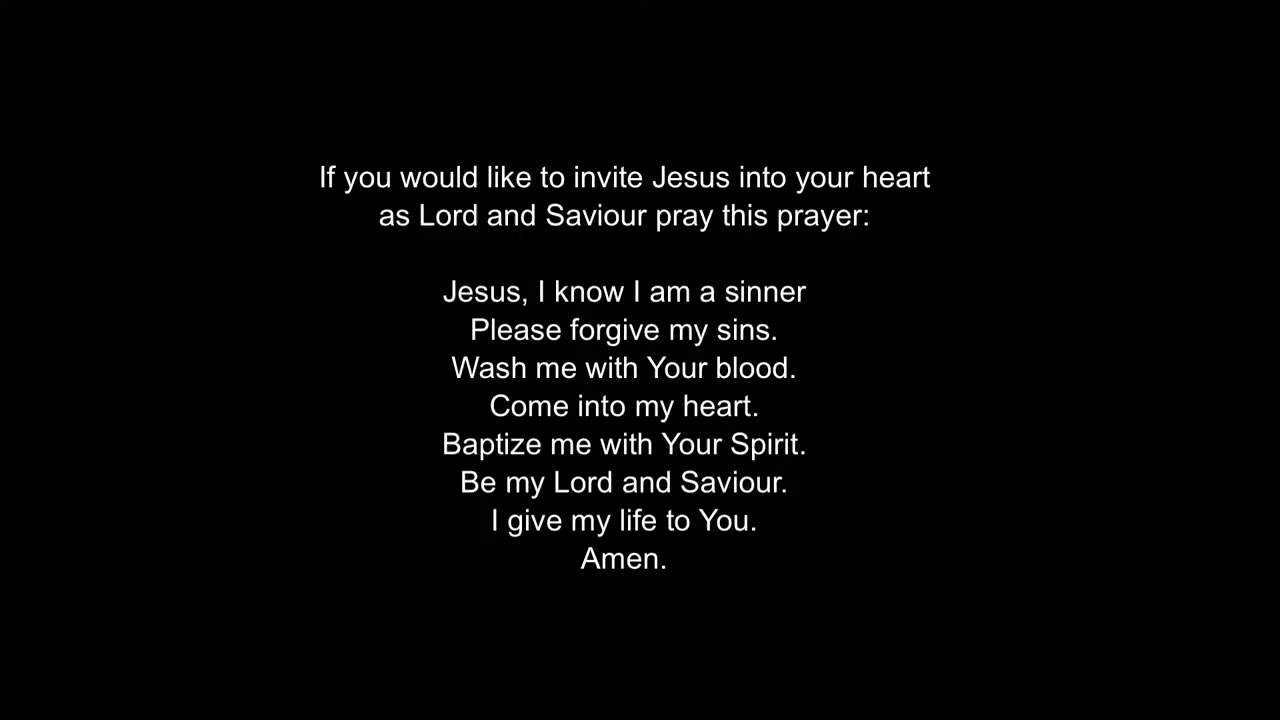 If you would like to invite Jesus into your heart
as Lord and Saviour pray this prayer:
Jesus, I know I am a sinner
Please forgive my sins.
Wash me with Your blood.
Come into my heart.
Baptize me with Your Spirit.
Be my Lord and Saviour.
I give my life to You.
Amen.